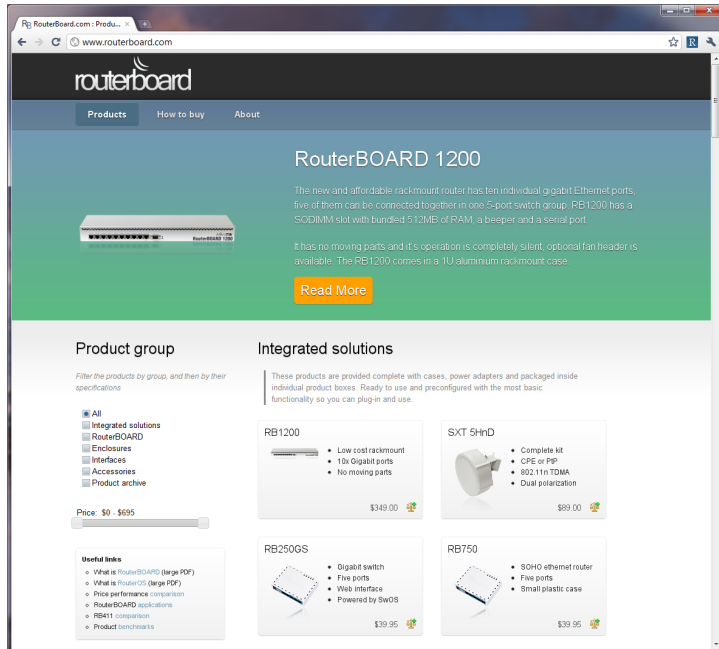 RB RouterBoard.com : Produ...
www.routerboard.com
routerboard
Products How to buy About
RouterBOARD 1200
The new and affordable rackmount router has ten individual gigabit Ethernet ports,
five of them can be connected together in one 5-port switch group. RB1200 has a
SODIMM slot with bundled 512MB of RAM, a beeper and a serial port.
It has no moving parts and it's operation is completely silent, optional fan header is
available. The RB1200 comes in a 1U aluminium rackmount case.
Read More
RouterBOARD 1200
Product group
Filter the products by group, and then by their
specifications
All
Integrated solutions
RouterBOARD
Enclosures
Interfaces
Accessories
Product archive
Price: $0 - $695
Useful links
What is RouterBOARD (large PDF)
What is RouterOS (large PDF)
Price performance comparison
RouterBOARD applications
RB411 comparison
Product benchmarks
Integrated solutions
These products are provided complete with cases, power adapters and packaged inside
individual product boxes. Ready to use and preconfigured with the most basic
functionality so you can plug-in and use.
RB1200
Low cost rackmount
10x Gigabit ports
No moving parts
$349.00
SXT 5HnD
Complete kit
CPE or PtP
802.11n TDMA
Dual polarization
$89.00
RB250GS
Gigabit switch
Five ports
Web interface
Powered by SwOS
$39.95
RB750
SOHO ethernet router
Five ports
Small plastic case
$39.95